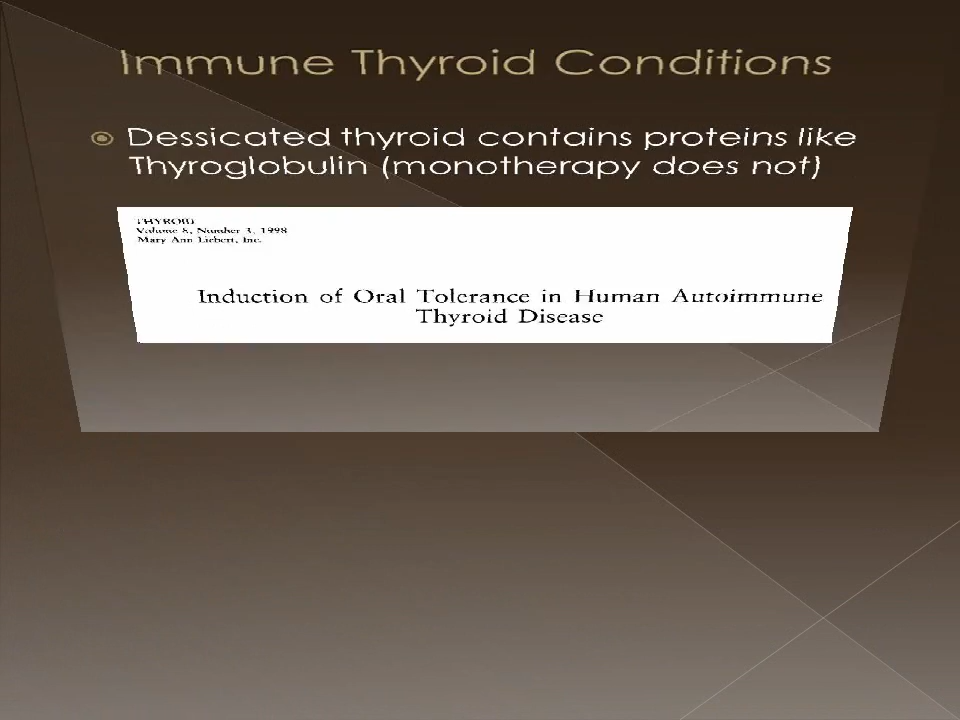 Immune Thyroid Conditions
Dessicated thyroid contains proteins like
Thyroglobulin (monotherapy does not)
THYROID
Volume 8, Number 3, 1998
Mary Ann Liebert, Inc.
Induction of Oral Tolerance in Human Autoimmune
Thyroid Disease